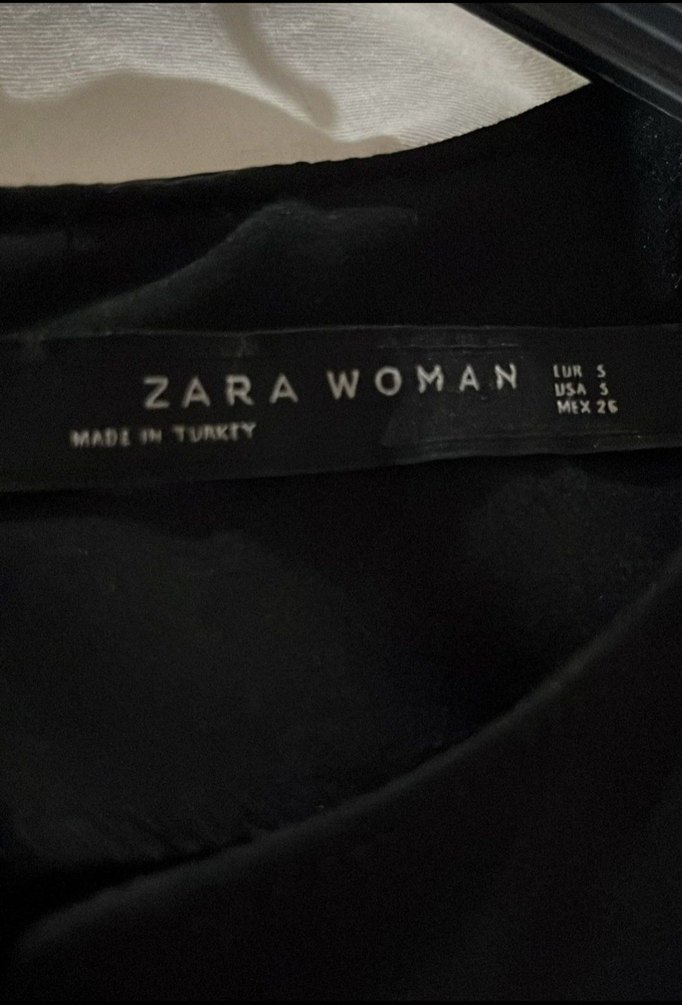 ZARA WOMAN
MADE IN TURKEY
EUR S
USA S
MEX 26